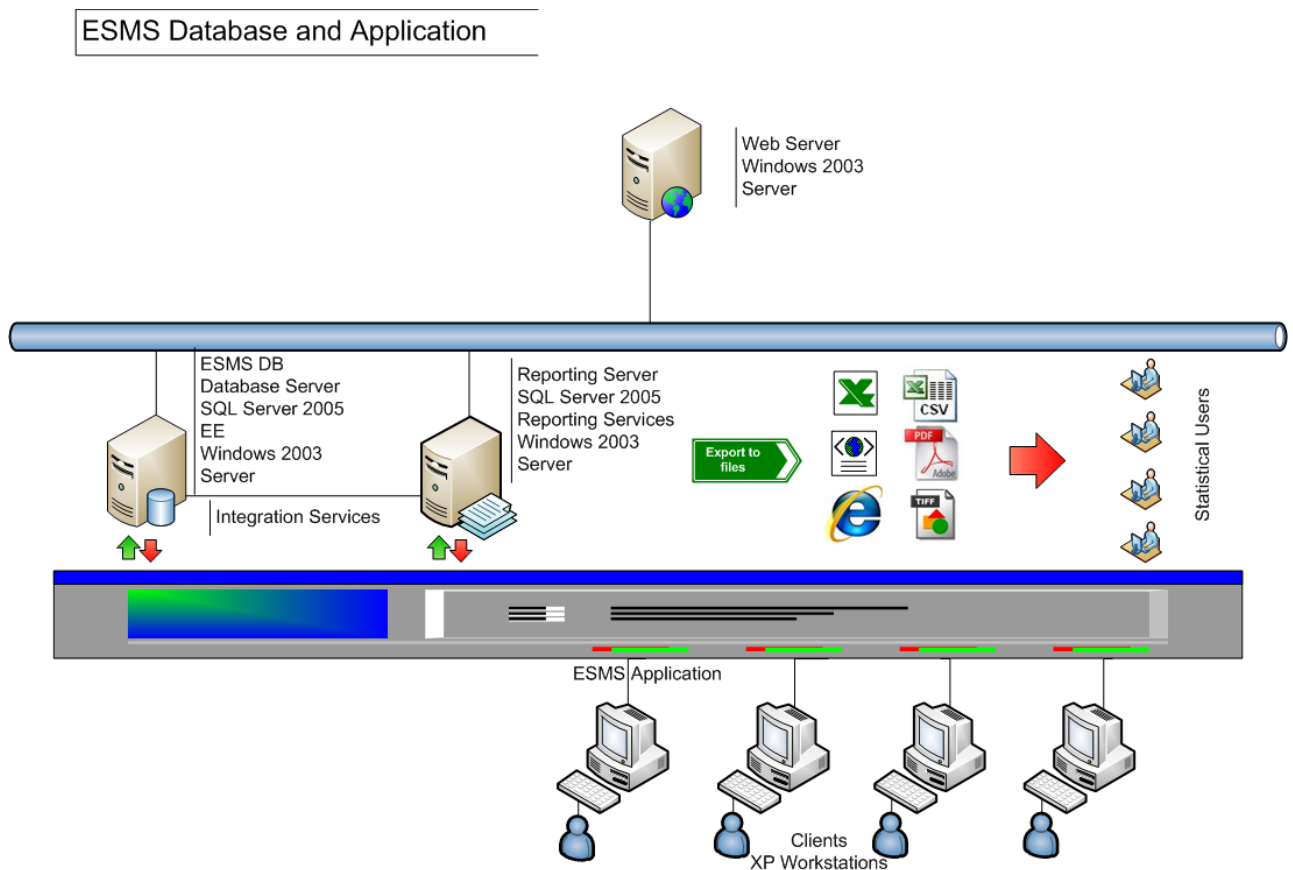 ESMS Database and Application
Web Server
Windows 2003
Server
ESMS DB
Database Server
SQL Server 2005
EE
Windows 2003
Server
Integration Services
Reporting Server
SQL Server 2005
Reporting Services
Windows 2003
Server
Export to
files
CSV
PDF
Adobe
TIFF
Statistical Users
ESMS Application
Clients
XP Workstations